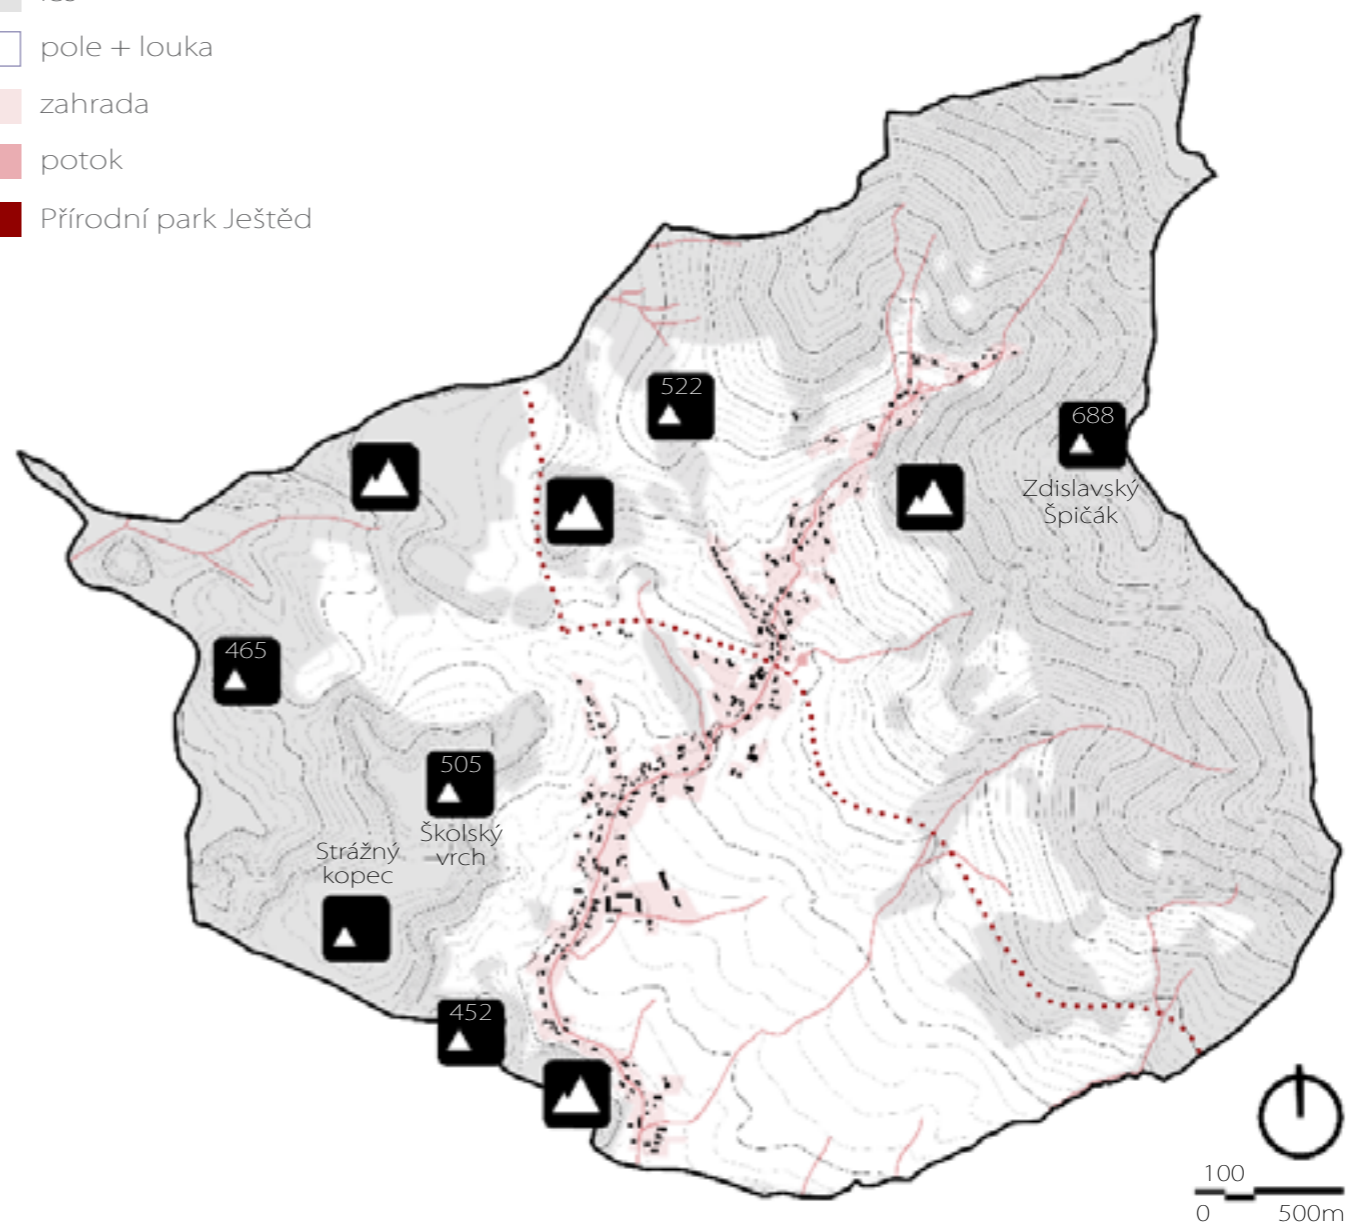 pole + louka
zahrada
potok
Přírodní park Ještěd
522
688
Zdislavský
Špičák
465
505
Školský
vrch
Strážný
kopec
452
100
0 500m